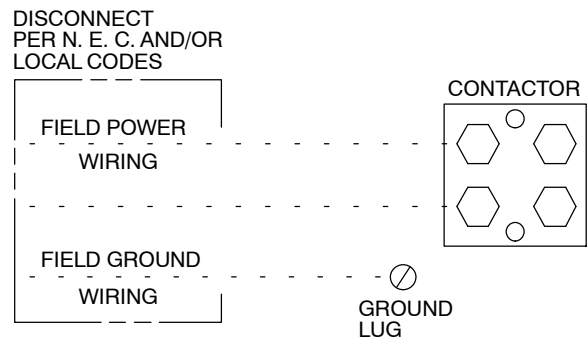 DISCONNECT
PER N. E. C. AND/OR
LOCAL CODES
CONTACTOR
FIELD POWER
WIRING
FIELD GROUND
WIRING
GROUND
LUG